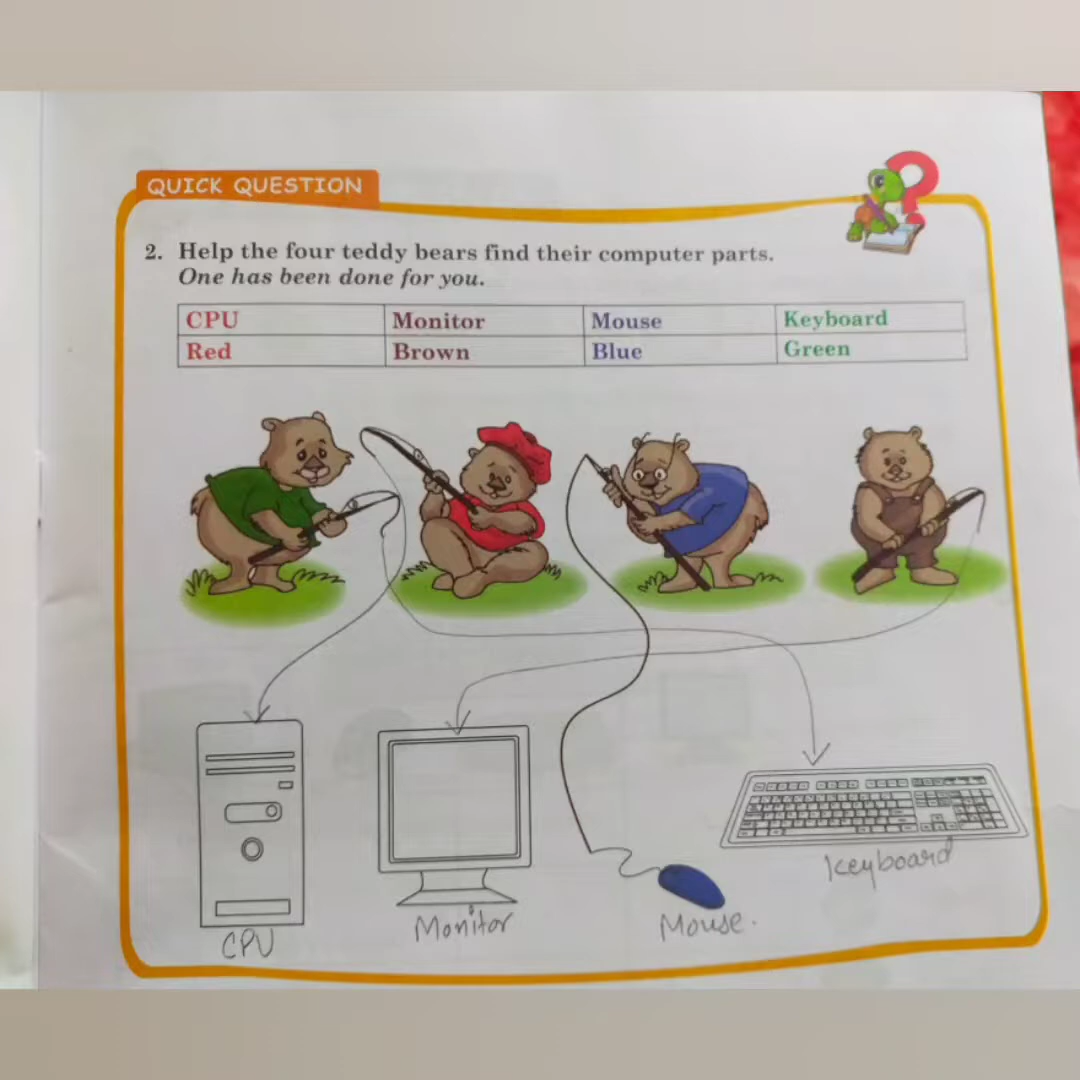 QUICK QUESTION
?
2. Help the four teddy bears find their computer parts.
One has been done for you.
CPU Monitor Mouse Keyboard
Red Brown Blue Green
Keyboard
CPU Monitor Mouse.